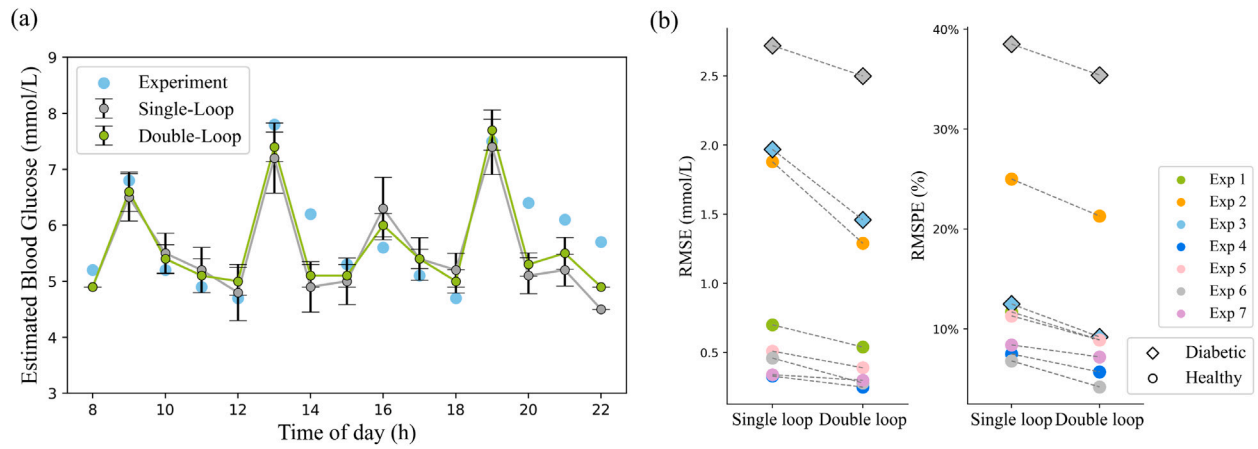 (a)
Estimated Blood Glucose (mmol/L)
9
8
7
6
5
4
3
Experiment
Single-Loop
Double-Loop
8
10
12
14
16
18
20
22
Time of day (h)
(b)
RMSE (mmol/L)
2.5
2.0
1.5
1.0
0.5
Single loop
Double loop
RMSPE (%)
40%
30%
20%
10%
Single loop
Double loop
Exp 1
Exp 2
Exp 3
Exp 4
Exp 5
Exp 6
Exp 7
Diabetic
Healthy